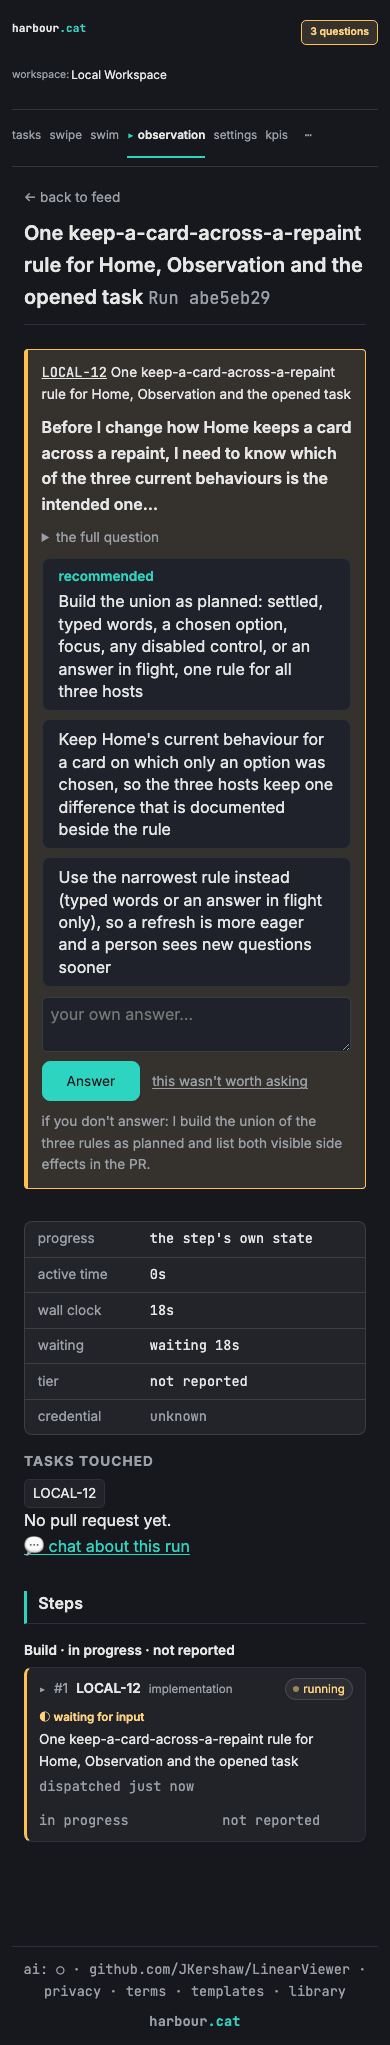 harbour.cat
3 questions
workspace: Local Workspace
tasks swipe swim ▸ observation settings kpis ⋯
← back to feed
One keep-a-card-across-a-repaint
rule for Home, Observation and the
opened task Run abe5eb29
LOCAL-12 One keep-a-card-across-a-repaint
rule for Home, Observation and the opened task
Before I change how Home keeps a card
across a repaint, I need to know which
of the three current behaviours is the
intended one…
▶ the full question
recommended
Build the union as planned: settled,
typed words, a chosen option,
focus, any disabled control, or an
answer in flight, one rule for all
three hosts
Keep Home's current behaviour for
a card on which only an option was
chosen, so the three hosts keep one
difference that is documented
beside the rule
Use the narrowest rule instead
(typed words or an answer in flight
only), so a refresh is more eager
and a person sees new questions
sooner
your own answer...
Answer this wasn't worth asking
if you don't answer: I build the union of the
three rules as planned and list both visible side
effects in the PR.
progress the step's own state
active time 0s
wall clock 18s
waiting waiting 18s
tier not reported
credential unknown
TASKS TOUCHED
LOCAL-12
No pull request yet.
💬 chat about this run
Steps
Build · in progress · not reported
▸ #1 LOCAL-12 implementation ● running
◐ waiting for input
One keep-a-card-across-a-repaint rule for
Home, Observation and the opened task
dispatched just now
in progress not reported
ai: ○ · github.com/JKershaw/LinearViewer ·
privacy · terms · templates · library
harbour.cat